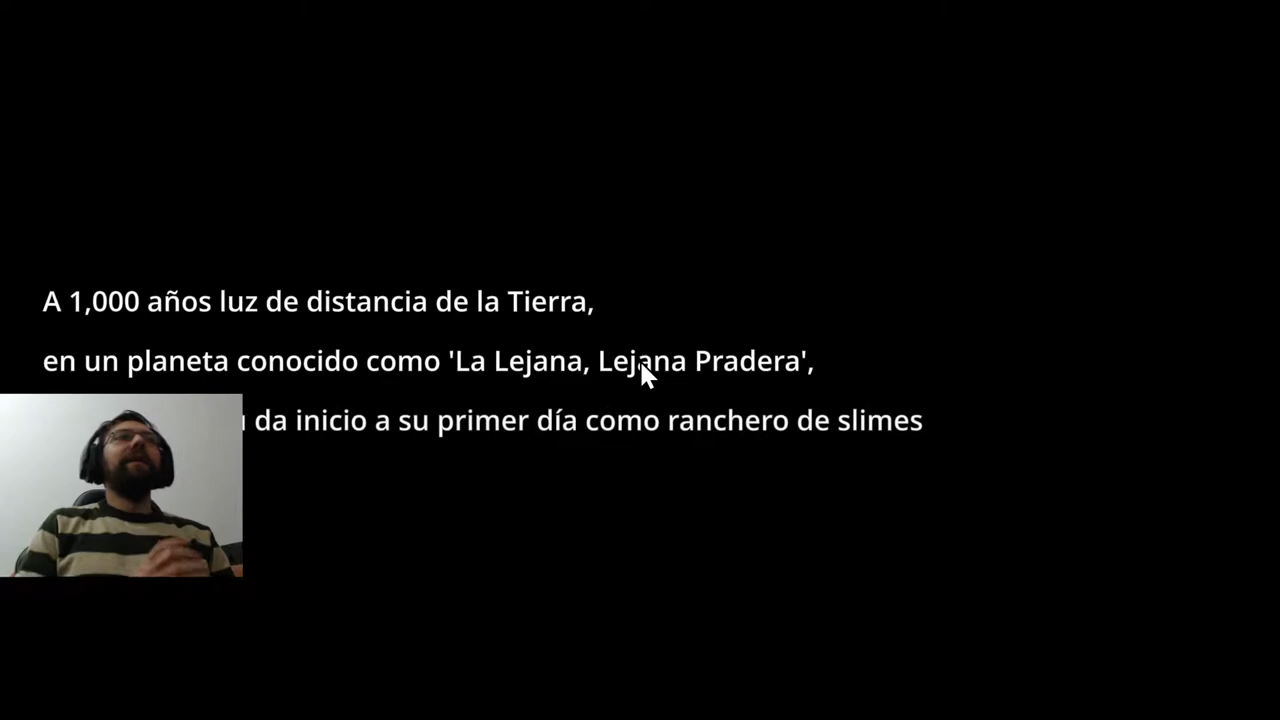 A 1,000 años luz de distancia de la Tierra,
en un planeta conocido como 'La Lejana, Lejana Pradera',
da inicio a su primer día como ranchero de slimes